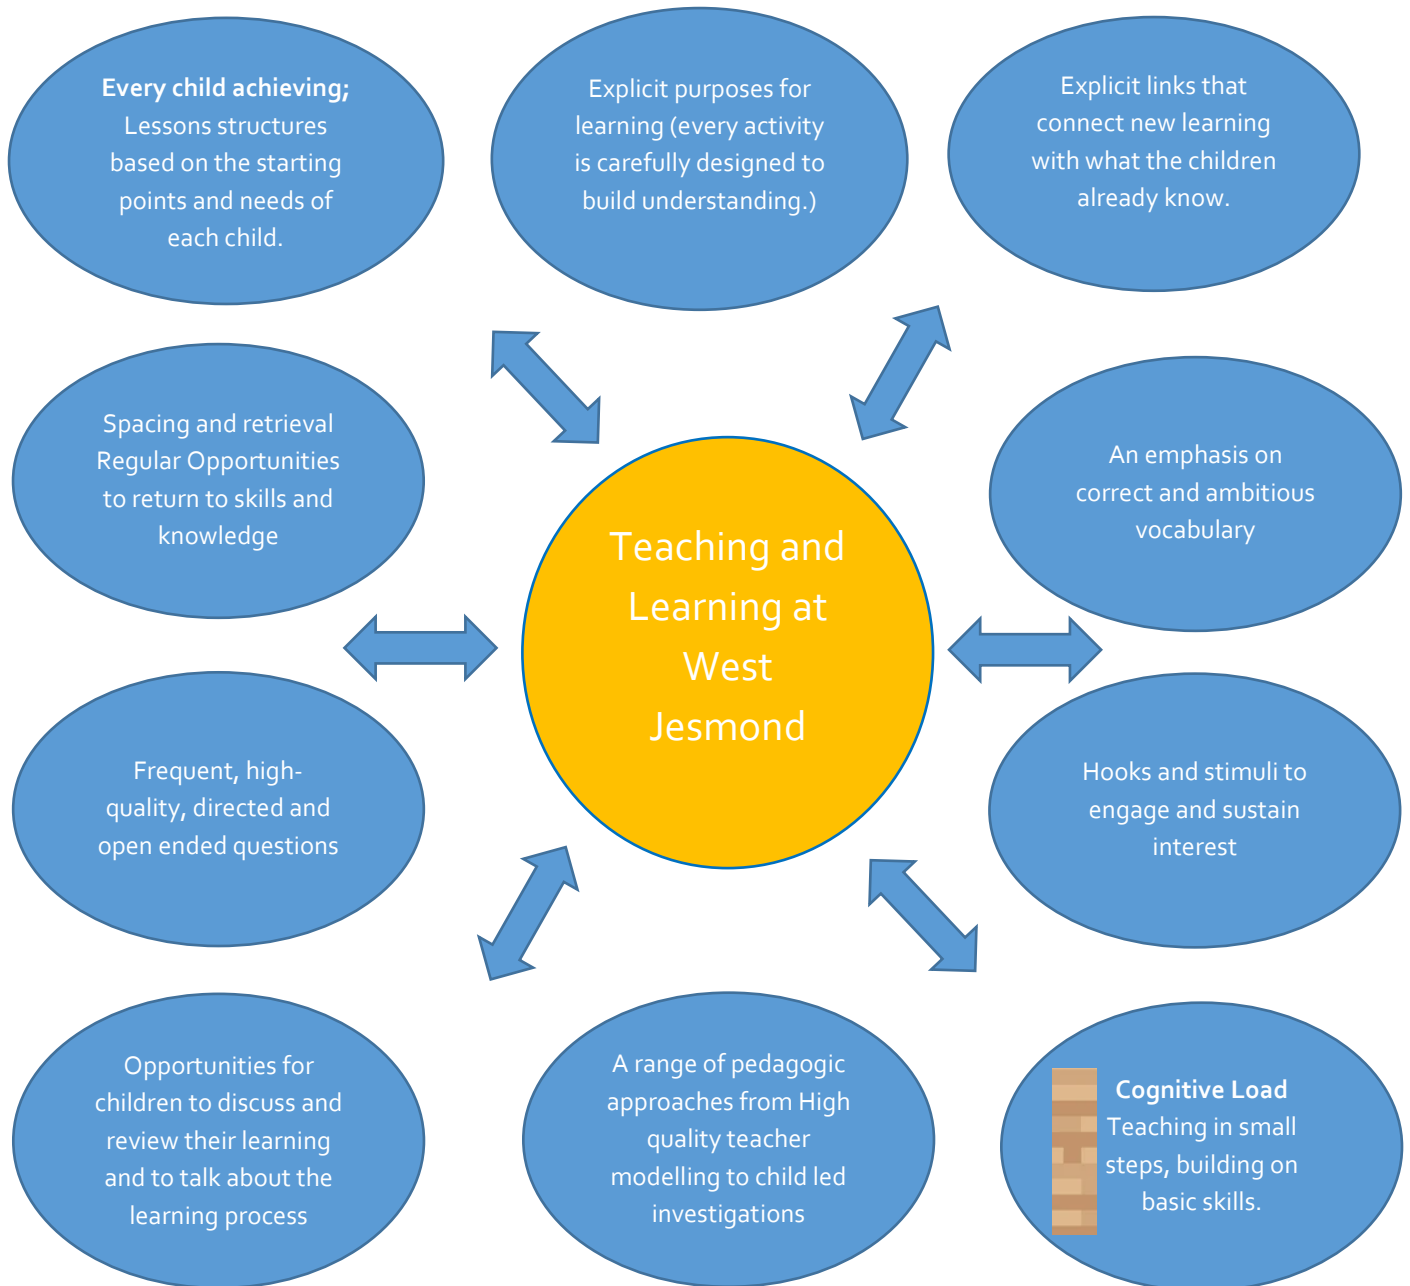 Every child achieving;
Lessons structures
based on the starting
points and needs of
each child.
Explicit purposes for
learning (every activity
is carefully designed to
build understanding.)
Explicit links that
connect new learning
with what the children
already know.
Spacing and retrieval
Regular Opportunities
to return to skills and
knowledge
An emphasis on
correct and ambitious
vocabulary
Teaching and
Learning at
West
Jesmond
Frequent, high-
quality, directed and
open ended questions
Hooks and stimuli to
engage and sustain
interest
Opportunities for
children to discuss and
review their learning
and to talk about the
learning process
A range of pedagogic
approaches from High
quality teacher
modelling to child led
investigations
Cognitive Load
Teaching in small
steps, building on
basic skills.